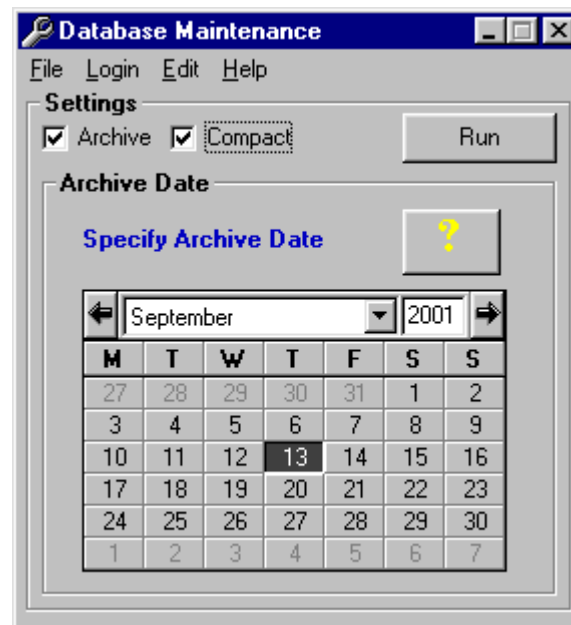 Database Maintenance
File Login Edit Help
Settings
Archive Compact Run
Archive Date
Specify Archive Date ?
September 2001
M T W T F S S
27 28 29 30 31 1 2
3 4 5 6 7 8 9
10 11 12 13 14 15 16
17 18 19 20 21 22 23
24 25 26 27 28 29 30
1 2 3 4 5 6 7